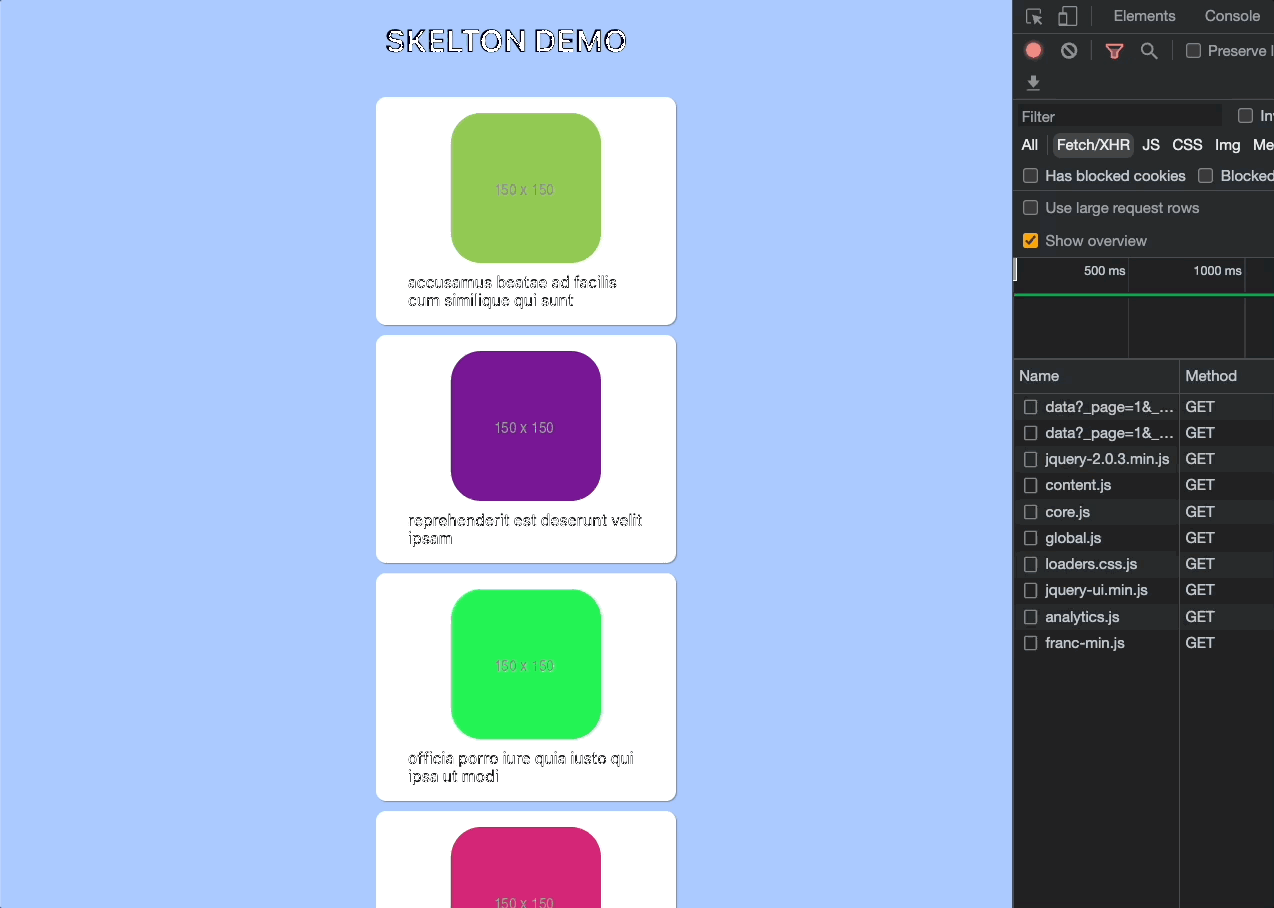 SKELTON DEMO
150 x 150
accusamus beatae ad facilis
cum similique qui sunt
150 x 150
reprehenderit est deserunt velit
ipsam
150 x 150
officia porro iure quia iusto qui
ipsa ut modi
150 x 150
Elements Console
Preserve l
Filter
Inv
All Fetch/XHR JS CSS Img Me
Has blocked cookies Blocked
Use large request rows
Show overview
500 ms 1000 ms
Name Method
data?_page=1&_... GET
data?_page=1&_... GET
jquery-2.0.3.min.js GET
content.js GET
core.js GET
global.js GET
loaders.css.js GET
jquery-ui.min.js GET
analytics.js GET
franc-min.js GET